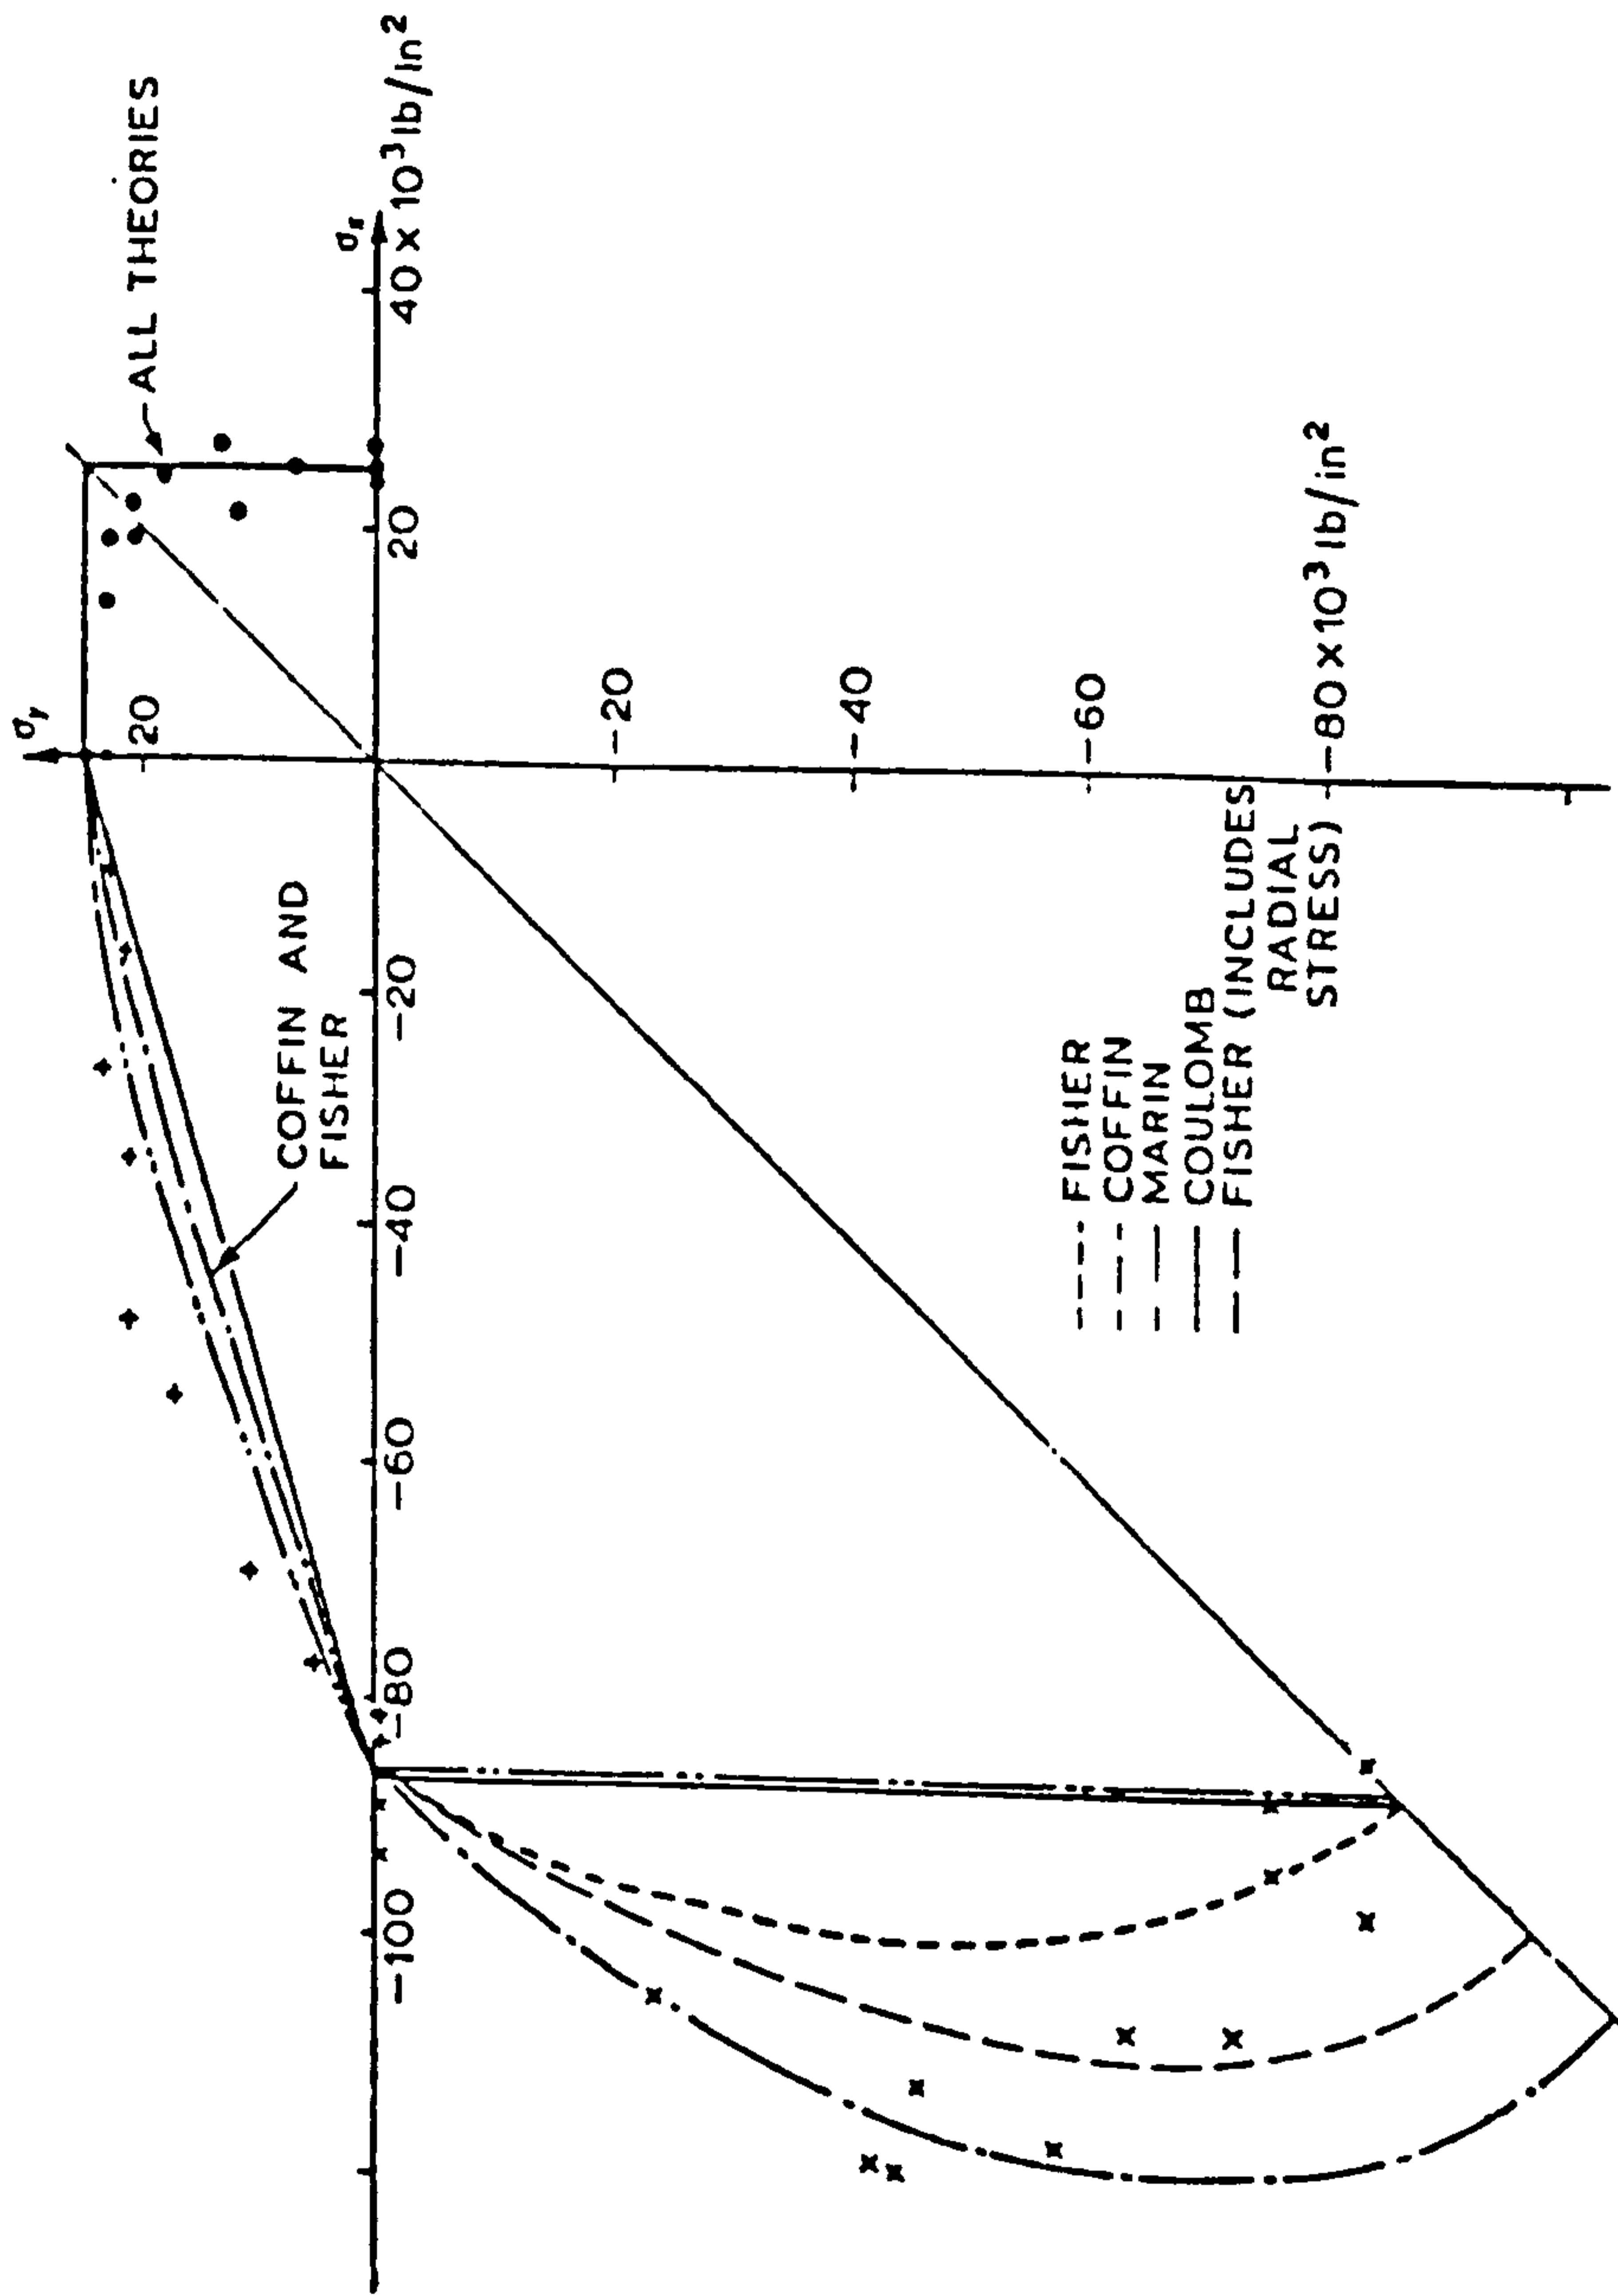 σy
20
ALL THEORIES
COFFIN AND
FISHER
σx
-100
-80
-60
-40
-20
20
40 × 10³ lb/in²
-20
-40
-60
-80 × 10³ lb/in²
FISHER
COFFIN
MARIN
COULOMB
FISHER (INCLUDES
RADIAL
STRESS)